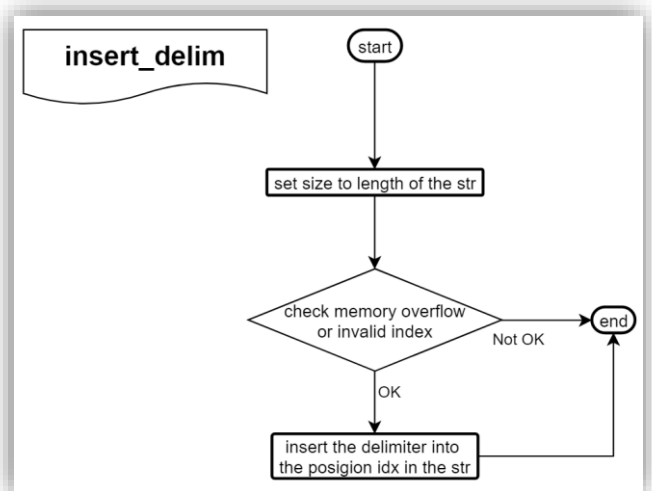 insert_delim
start
set size to length of the str
check memory overflow
or invalid index
Not OK
end
OK
insert the delimiter into
the posigion idx in the str